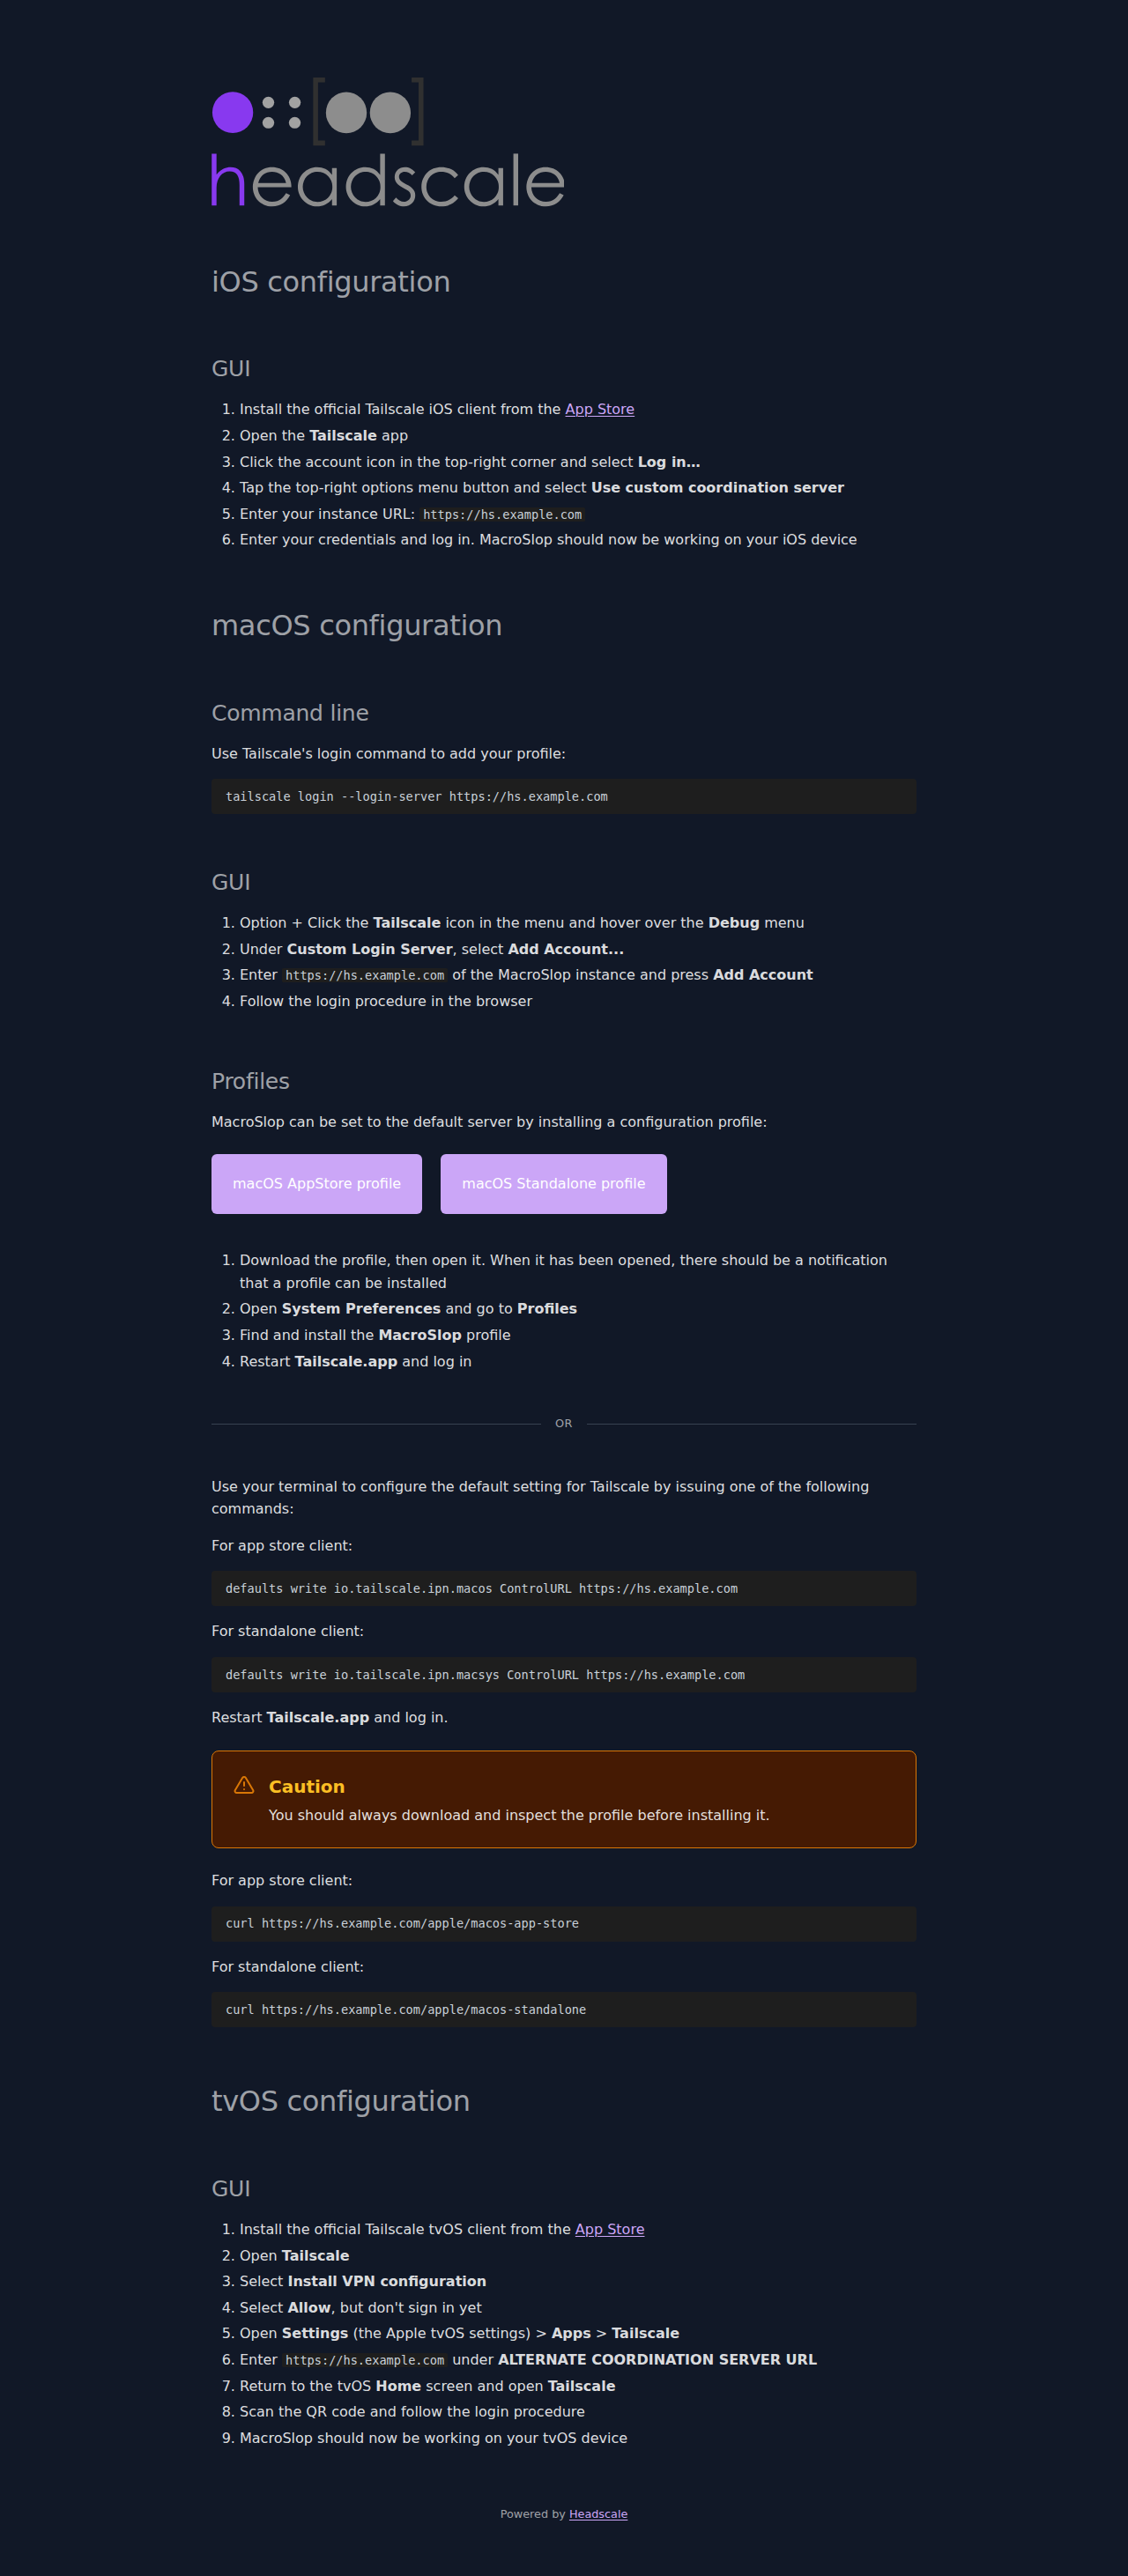 headscale
iOS configuration
GUI
1. Install the official Tailscale iOS client from the App Store
2. Open the Tailscale app
3. Click the account icon in the top-right corner and select Log in…
4. Tap the top-right options menu button and select Use custom coordination server
5. Enter your instance URL: https://hs.example.com
6. Enter your credentials and log in. MacroSlop should now be working on your iOS device
macOS configuration
Command line
Use Tailscale's login command to add your profile:
tailscale login --login-server https://hs.example.com
GUI
1. Option + Click the Tailscale icon in the menu and hover over the Debug menu
2. Under Custom Login Server, select Add Account...
3. Enter https://hs.example.com of the MacroSlop instance and press Add Account
4. Follow the login procedure in the browser
Profiles
MacroSlop can be set to the default server by installing a configuration profile:
macOS AppStore profile macOS Standalone profile
1. Download the profile, then open it. When it has been opened, there should be a notification
that a profile can be installed
2. Open System Preferences and go to Profiles
3. Find and install the MacroSlop profile
4. Restart Tailscale.app and log in
OR
Use your terminal to configure the default setting for Tailscale by issuing one of the following
commands:
For app store client:
defaults write io.tailscale.ipn.macos ControlURL https://hs.example.com
For standalone client:
defaults write io.tailscale.ipn.macsys ControlURL https://hs.example.com
Restart Tailscale.app and log in.
Caution
You should always download and inspect the profile before installing it.
For app store client:
curl https://hs.example.com/apple/macos-app-store
For standalone client:
curl https://hs.example.com/apple/macos-standalone
tvOS configuration
GUI
1. Install the official Tailscale tvOS client from the App Store
2. Open Tailscale
3. Select Install VPN configuration
4. Select Allow, but don't sign in yet
5. Open Settings (the Apple tvOS settings) > Apps > Tailscale
6. Enter https://hs.example.com under ALTERNATE COORDINATION SERVER URL
7. Return to the tvOS Home screen and open Tailscale
8. Scan the QR code and follow the login procedure
9. MacroSlop should now be working on your tvOS device
Powered by Headscale